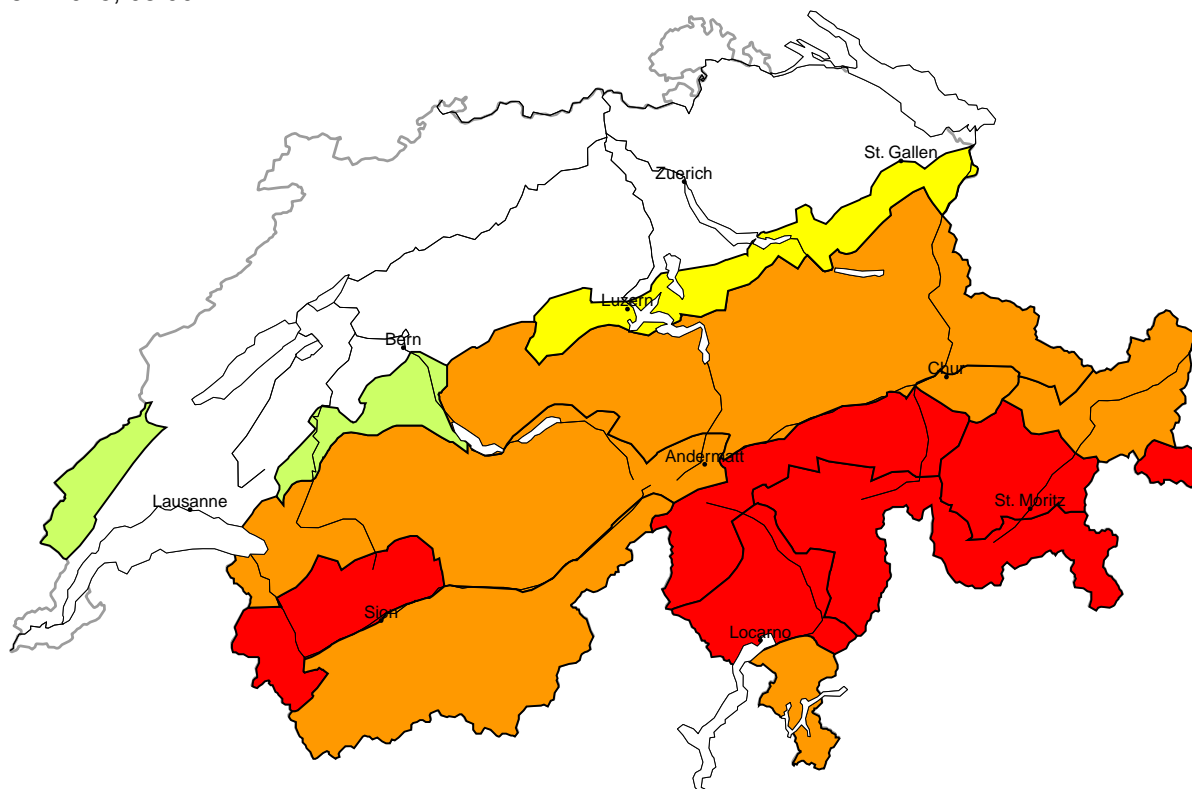 St. Gallen
Zuerich
Luzern
Bern
Chur
Andermatt
Lausanne
St. Moritz
Sion
Locarno